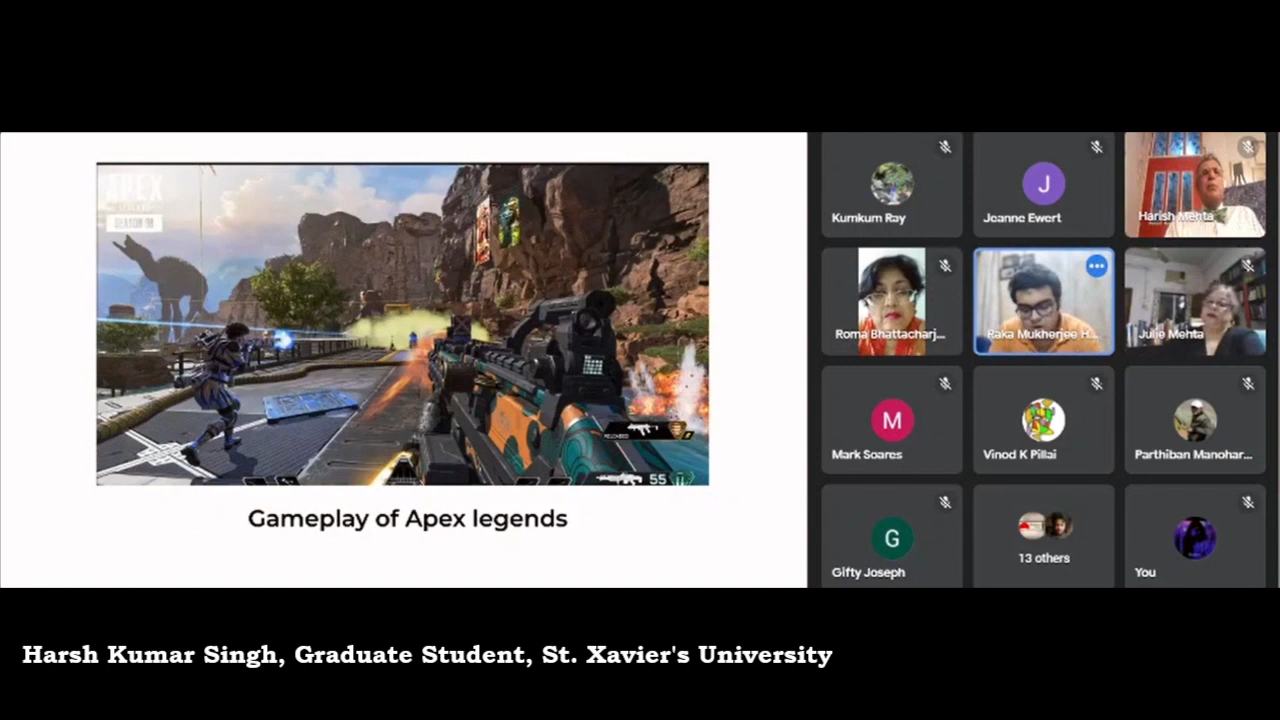 APEX
LEGENDS
SEASON 08
RELOADED
55
Gameplay of Apex legends
Kumkum Ray
J
Jeanne Ewert
Harish Mehta
Roma Bhattacharj...
Raka Mukherjee H...
Julie Mehta
M
Mark Soares
Vinod K Pillai
Parthiban Manohar...
G
Gifty Joseph
13 others
You
Harsh Kumar Singh, Graduate Student, St. Xavier's University